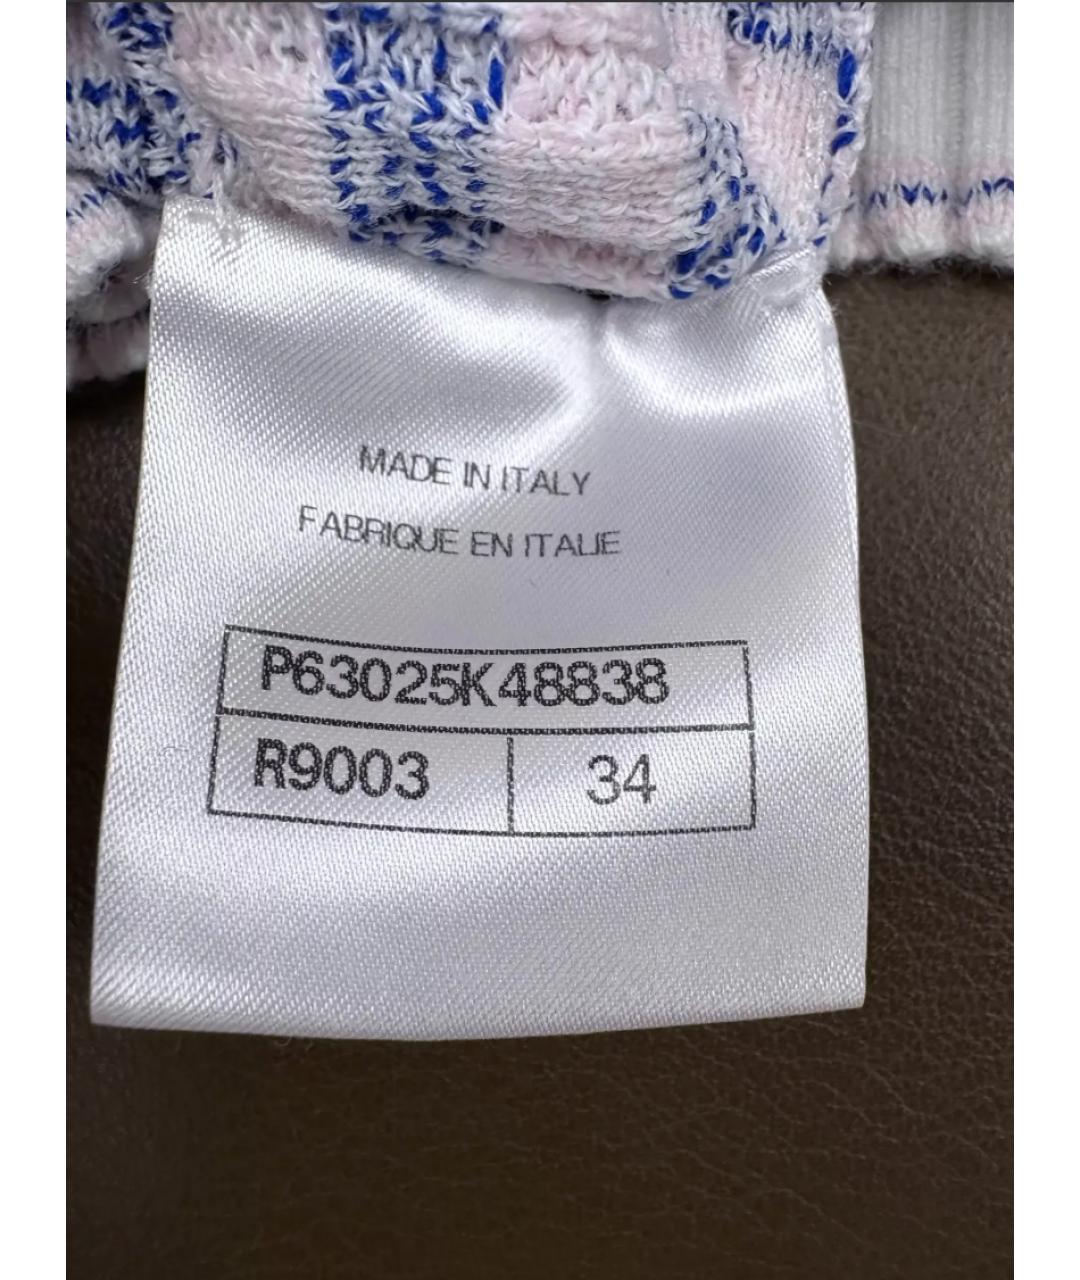 MADE IN ITALY
FABRIQUE EN ITALIE
P63025K48838
R9003 34